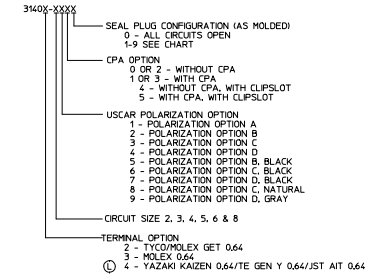 3140X-XXXX
SEAL PLUG CONFIGURATION (AS MOLDED)
0 - ALL CIRCUITS OPEN
1-9 SEE CHART
CPA OPTION
0 OR 2 - WITHOUT CPA
1 OR 3 - WITH CPA
4 - WITHOUT CPA, WITH CLIPSLOT
5 - WITH CPA, WITH CLIPSLOT
USCAR POLARIZATION OPTION
1 - POLARIZATION OPTION A
2 - POLARIZATION OPTION B
3 - POLARIZATION OPTION C
4 - POLARIZATION OPTION D
5 - POLARIZATION OPTION B, BLACK
6 - POLARIZATION OPTION C, BLACK
7 - POLARIZATION OPTION D, BLACK
8 - POLARIZATION OPTION C, NATURAL
9 - POLARIZATION OPTION D, GRAY
CIRCUIT SIZE 2, 3, 4, 5, 6 & 8
TERMINAL OPTION
2 - TYCO/MOLEX GET 0,64
3 - MOLEX 0,64
L 4 - YAZAKI KAIZEN 0,64/TE GEN Y 0,64/JST AIT 0,64